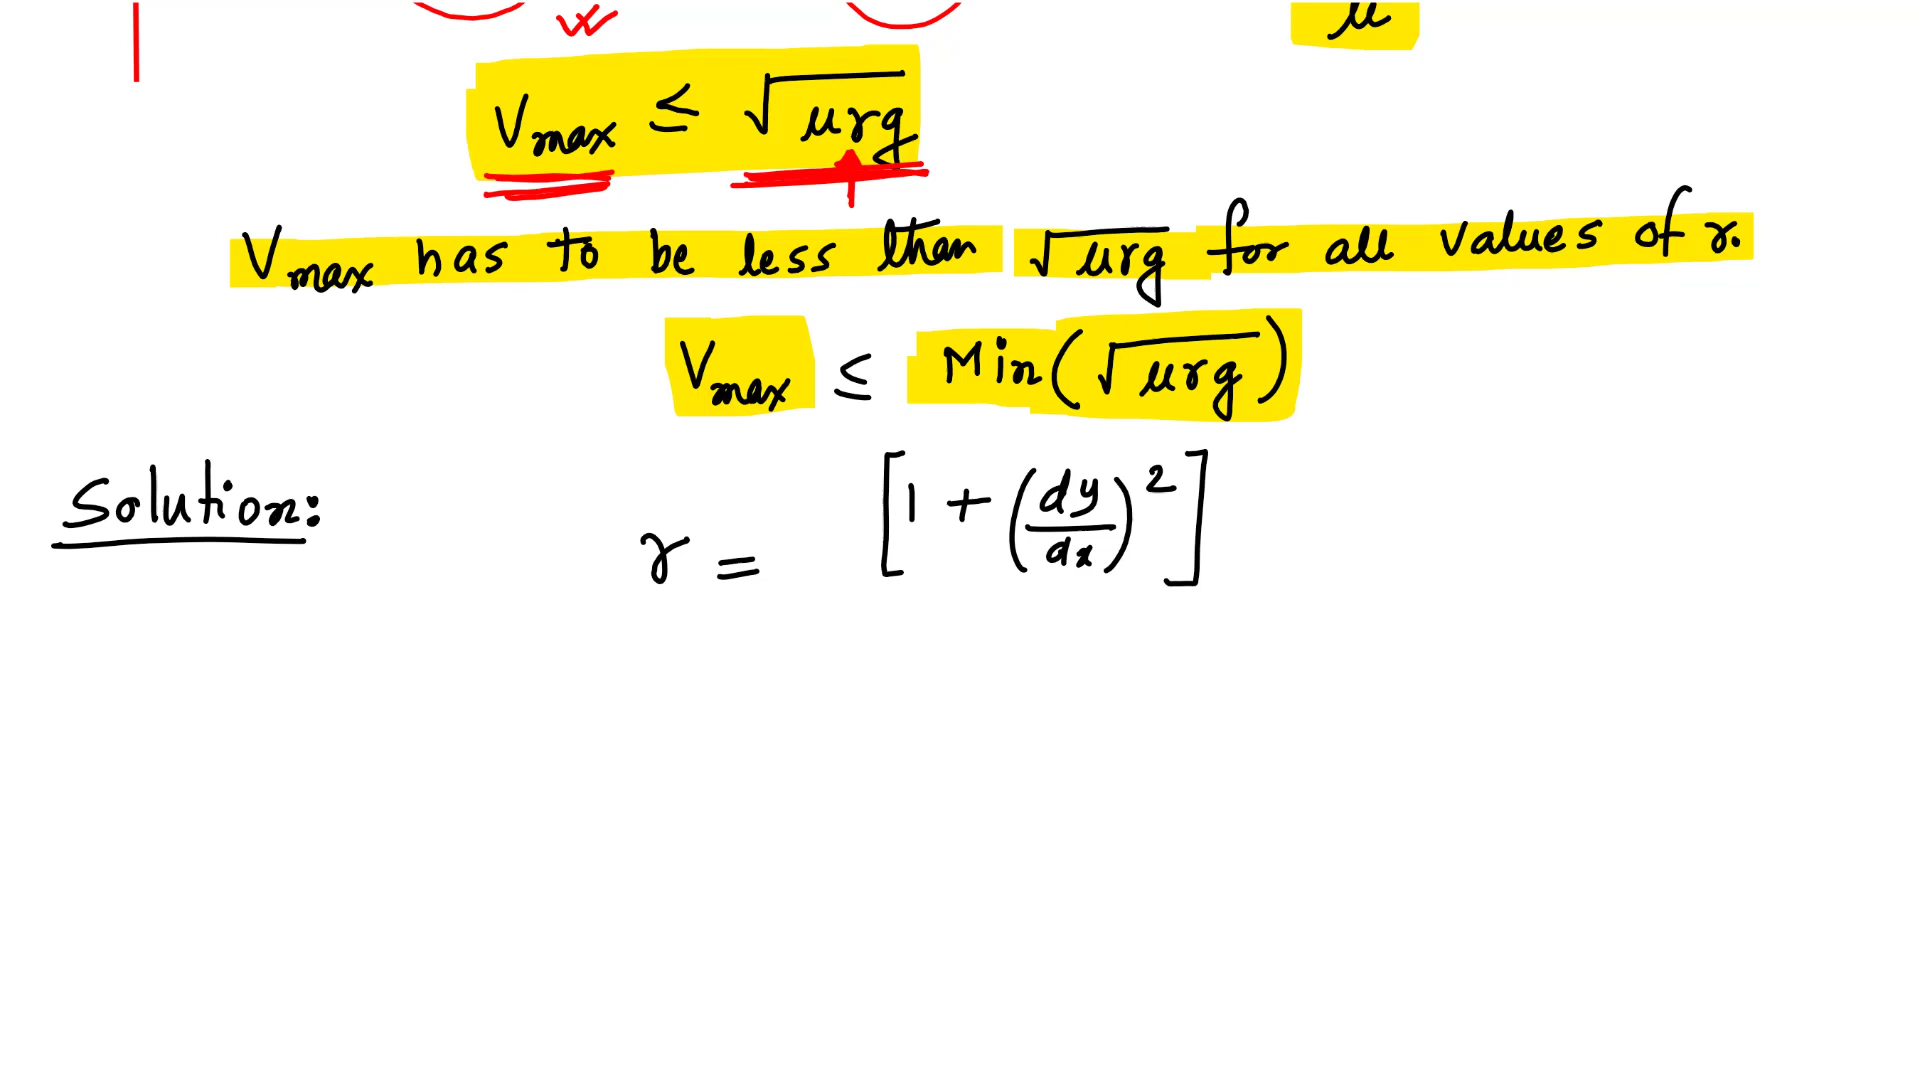 μ
Vmax ≤ √μrg
Vmax has to be less than √μrg for all values of r.
Vmax ≤ Min(√μrg)
Solution:
r = [1 + (dy/dx)²]